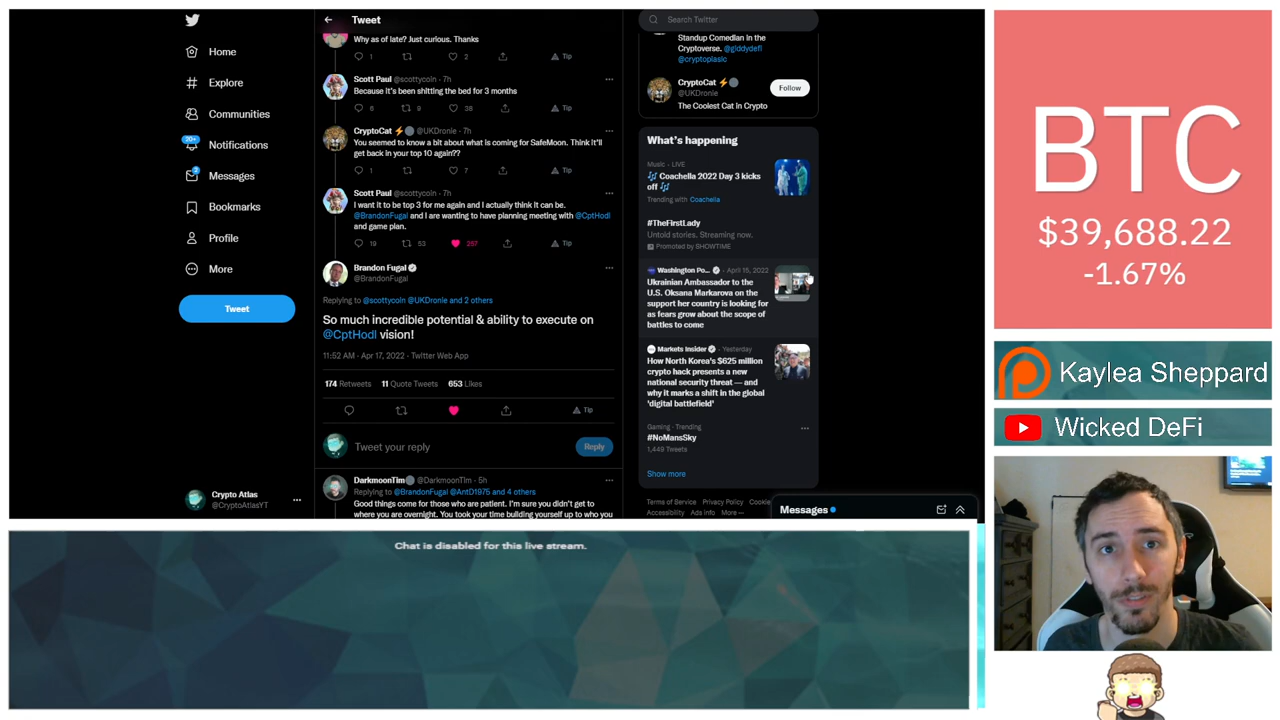 Home
Explore
Communities
20+
Notifications
2
Messages
Bookmarks
Profile
More
Tweet
Crypto Atlas
@CryptoAtlasYT
Tweet
Why as of late? Just curious. Thanks
1
2
Tip
Scott Paul @scottycoin · 7h
Because it's been shitting the bed for 3 months
6
9
38
Tip
CryptoCat @UKDronie · 7h
You seemed to know a bit about what is coming for SafeMoon. Think it'll
get back in your top 10 again??
1
7
Tip
Scott Paul @scottycoin · 7h
I want it to be top 3 for me again and I actually think it can be.
@BrandonFugal and I are wanting to have planning meeting with @CptHodl
and game plan.
19
53
267
Tip
Brandon Fugal
@BrandonFugal
Replying to @scottycoin @UKDronie and 2 others
So much incredible potential & ability to execute on
@CptHodl vision!
11:52 AM · Apr 17, 2022 · Twitter Web App
174 Retweets 11 Quote Tweets 653 Likes
Tip
Tweet your reply
Reply
DarkmoonTim @DarkmoonTim · 5h
Replying to @BrandonFugal @AntD1975 and 4 others
Good things come for those who are patient. I'm sure you didn't get to
where you are overnight. You took your time building yourself up to who you
Search Twitter
Standup Comedian in the
Cryptoverse. @giddydefi
@cryptoplasic
CryptoCat
@UKDronie
Follow
The Coolest Cat in Crypto
What's happening
Music · LIVE
Coachella 2022 Day 3 kicks
off
Trending with Coachella
#TheFirstLady
Untold stories. Streaming now.
Promoted by SHOWTIME
Washington Po... · April 15, 2022
Ukrainian Ambassador to the
U.S. Oksana Markarova on the
support her country is looking for
as fears grow about the scope of
battles to come
Markets Insider · Yesterday
How North Korea's $625 million
crypto hack presents a new
national security threat — and
why it marks a shift in the global
'digital battlefield'
Gaming · Trending
#NoMansSky
1,449 Tweets
Show more
Terms of Service Privacy Policy Cookie
Accessibility Ads info More
Messages
BTC
$39,688.22
-1.67%
Kaylea Sheppard
Wicked DeFi
Chat is disabled for this live stream.